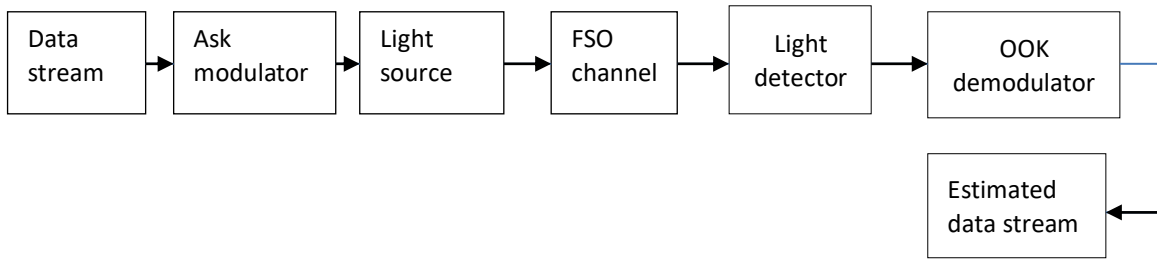 Data
stream
Ask
modulator
Light
source
FSO
channel
Light
detector
OOK
demodulator
Estimated
data stream